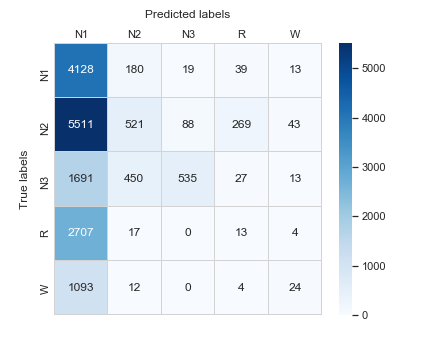 Predicted labels
N1 N2 N3 R W
N1 4128 180 19 39 13
N2 5511 521 88 269 43
N3 1691 450 535 27 13
R 2707 17 0 13 4
W 1093 12 0 4 24
True labels
5000
4000
3000
2000
1000
0